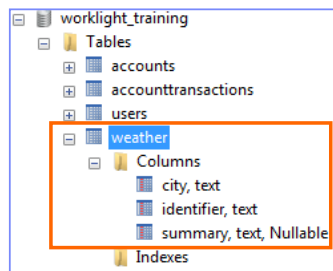 worklight_training
Tables
accounts
accounttransactions
users
weather
Columns
city, text
identifier, text
summary, text, Nullable
Indexes